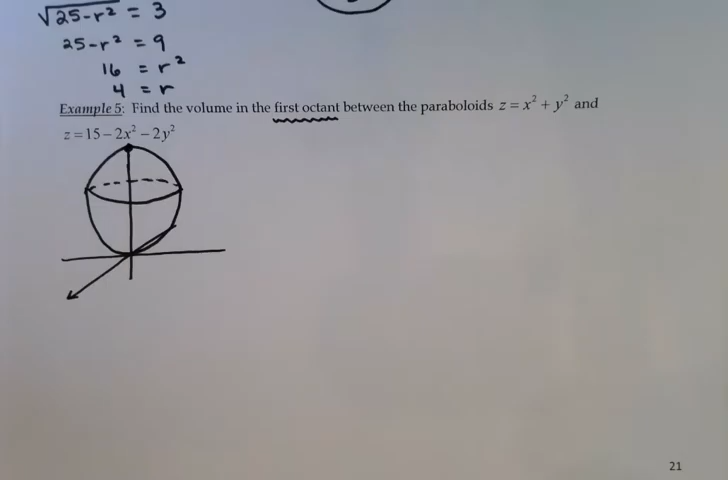 √25-r² = 3
25-r² = 9
16 = r²
4 = r
Example 5: Find the volume in the first octant between the paraboloids z = x² + y² and
z = 15 - 2x² - 2y²
21